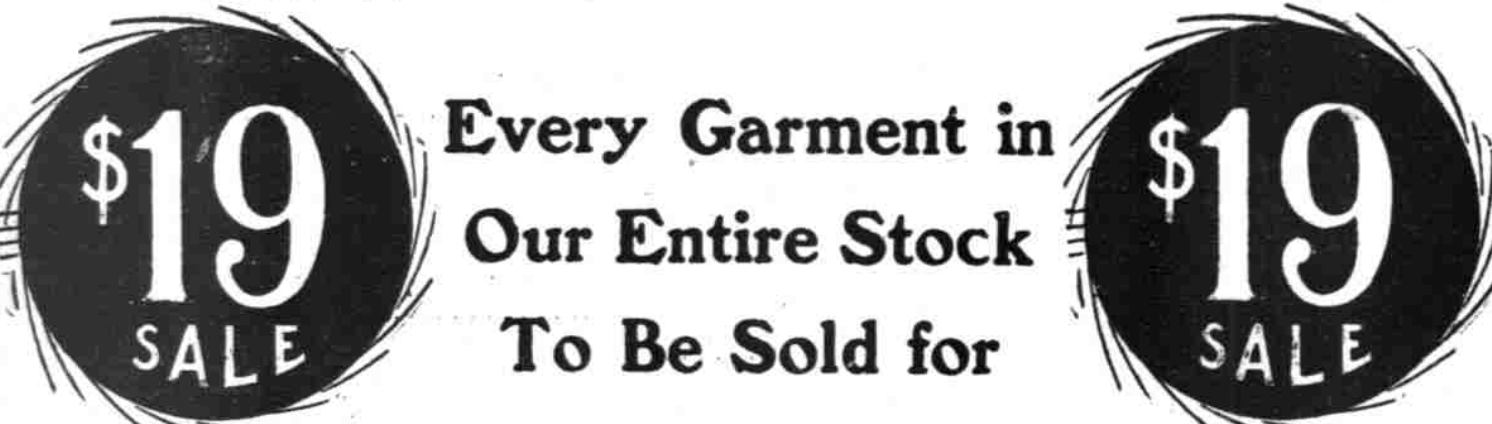 $19
SALE
Every Garment in
Our Entire Stock
To Be Sold for
$19
SALE